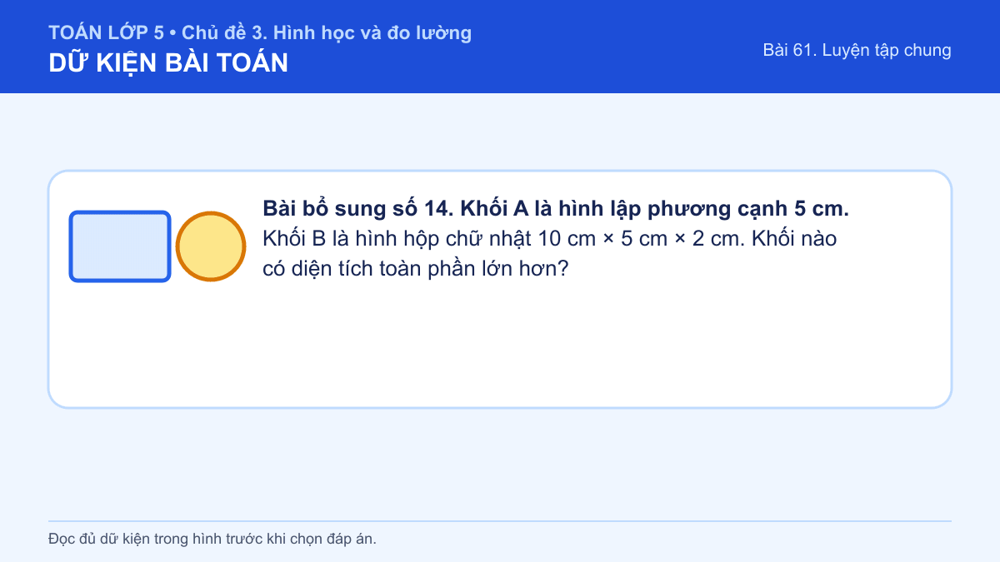 TOÁN LỚP 5 • Chủ đề 3. Hình học và đo lường
DỮ KIỆN BÀI TOÁN
Bài 61. Luyện tập chung
Bài bổ sung số 14. Khối A là hình lập phương cạnh 5 cm.
Khối B là hình hộp chữ nhật 10 cm × 5 cm × 2 cm. Khối nào
có diện tích toàn phần lớn hơn?
Đọc đủ dữ kiện trong hình trước khi chọn đáp án.